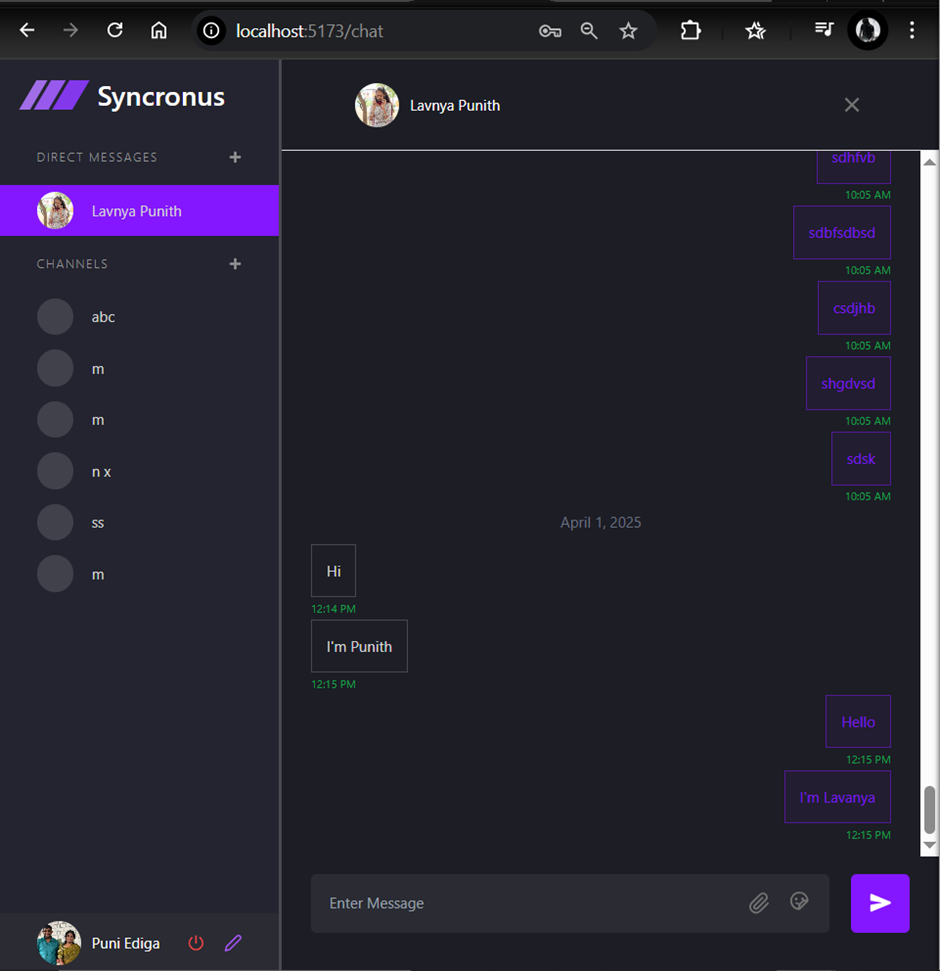 localhost:5173/chat
Syncronus
DIRECT MESSAGES
Lavnya Punith
CHANNELS
abc
m
m
n x
ss
m
Puni Ediga
Lavnya Punith
sdhfvb
10:05 AM
sdbfsdbsd
10:05 AM
csdjhb
10:05 AM
shgdvsd
10:05 AM
sdsk
10:05 AM
April 1, 2025
Hi
12:14 PM
I'm Punith
12:15 PM
Hello
12:15 PM
I'm Lavanya
12:15 PM
Enter Message